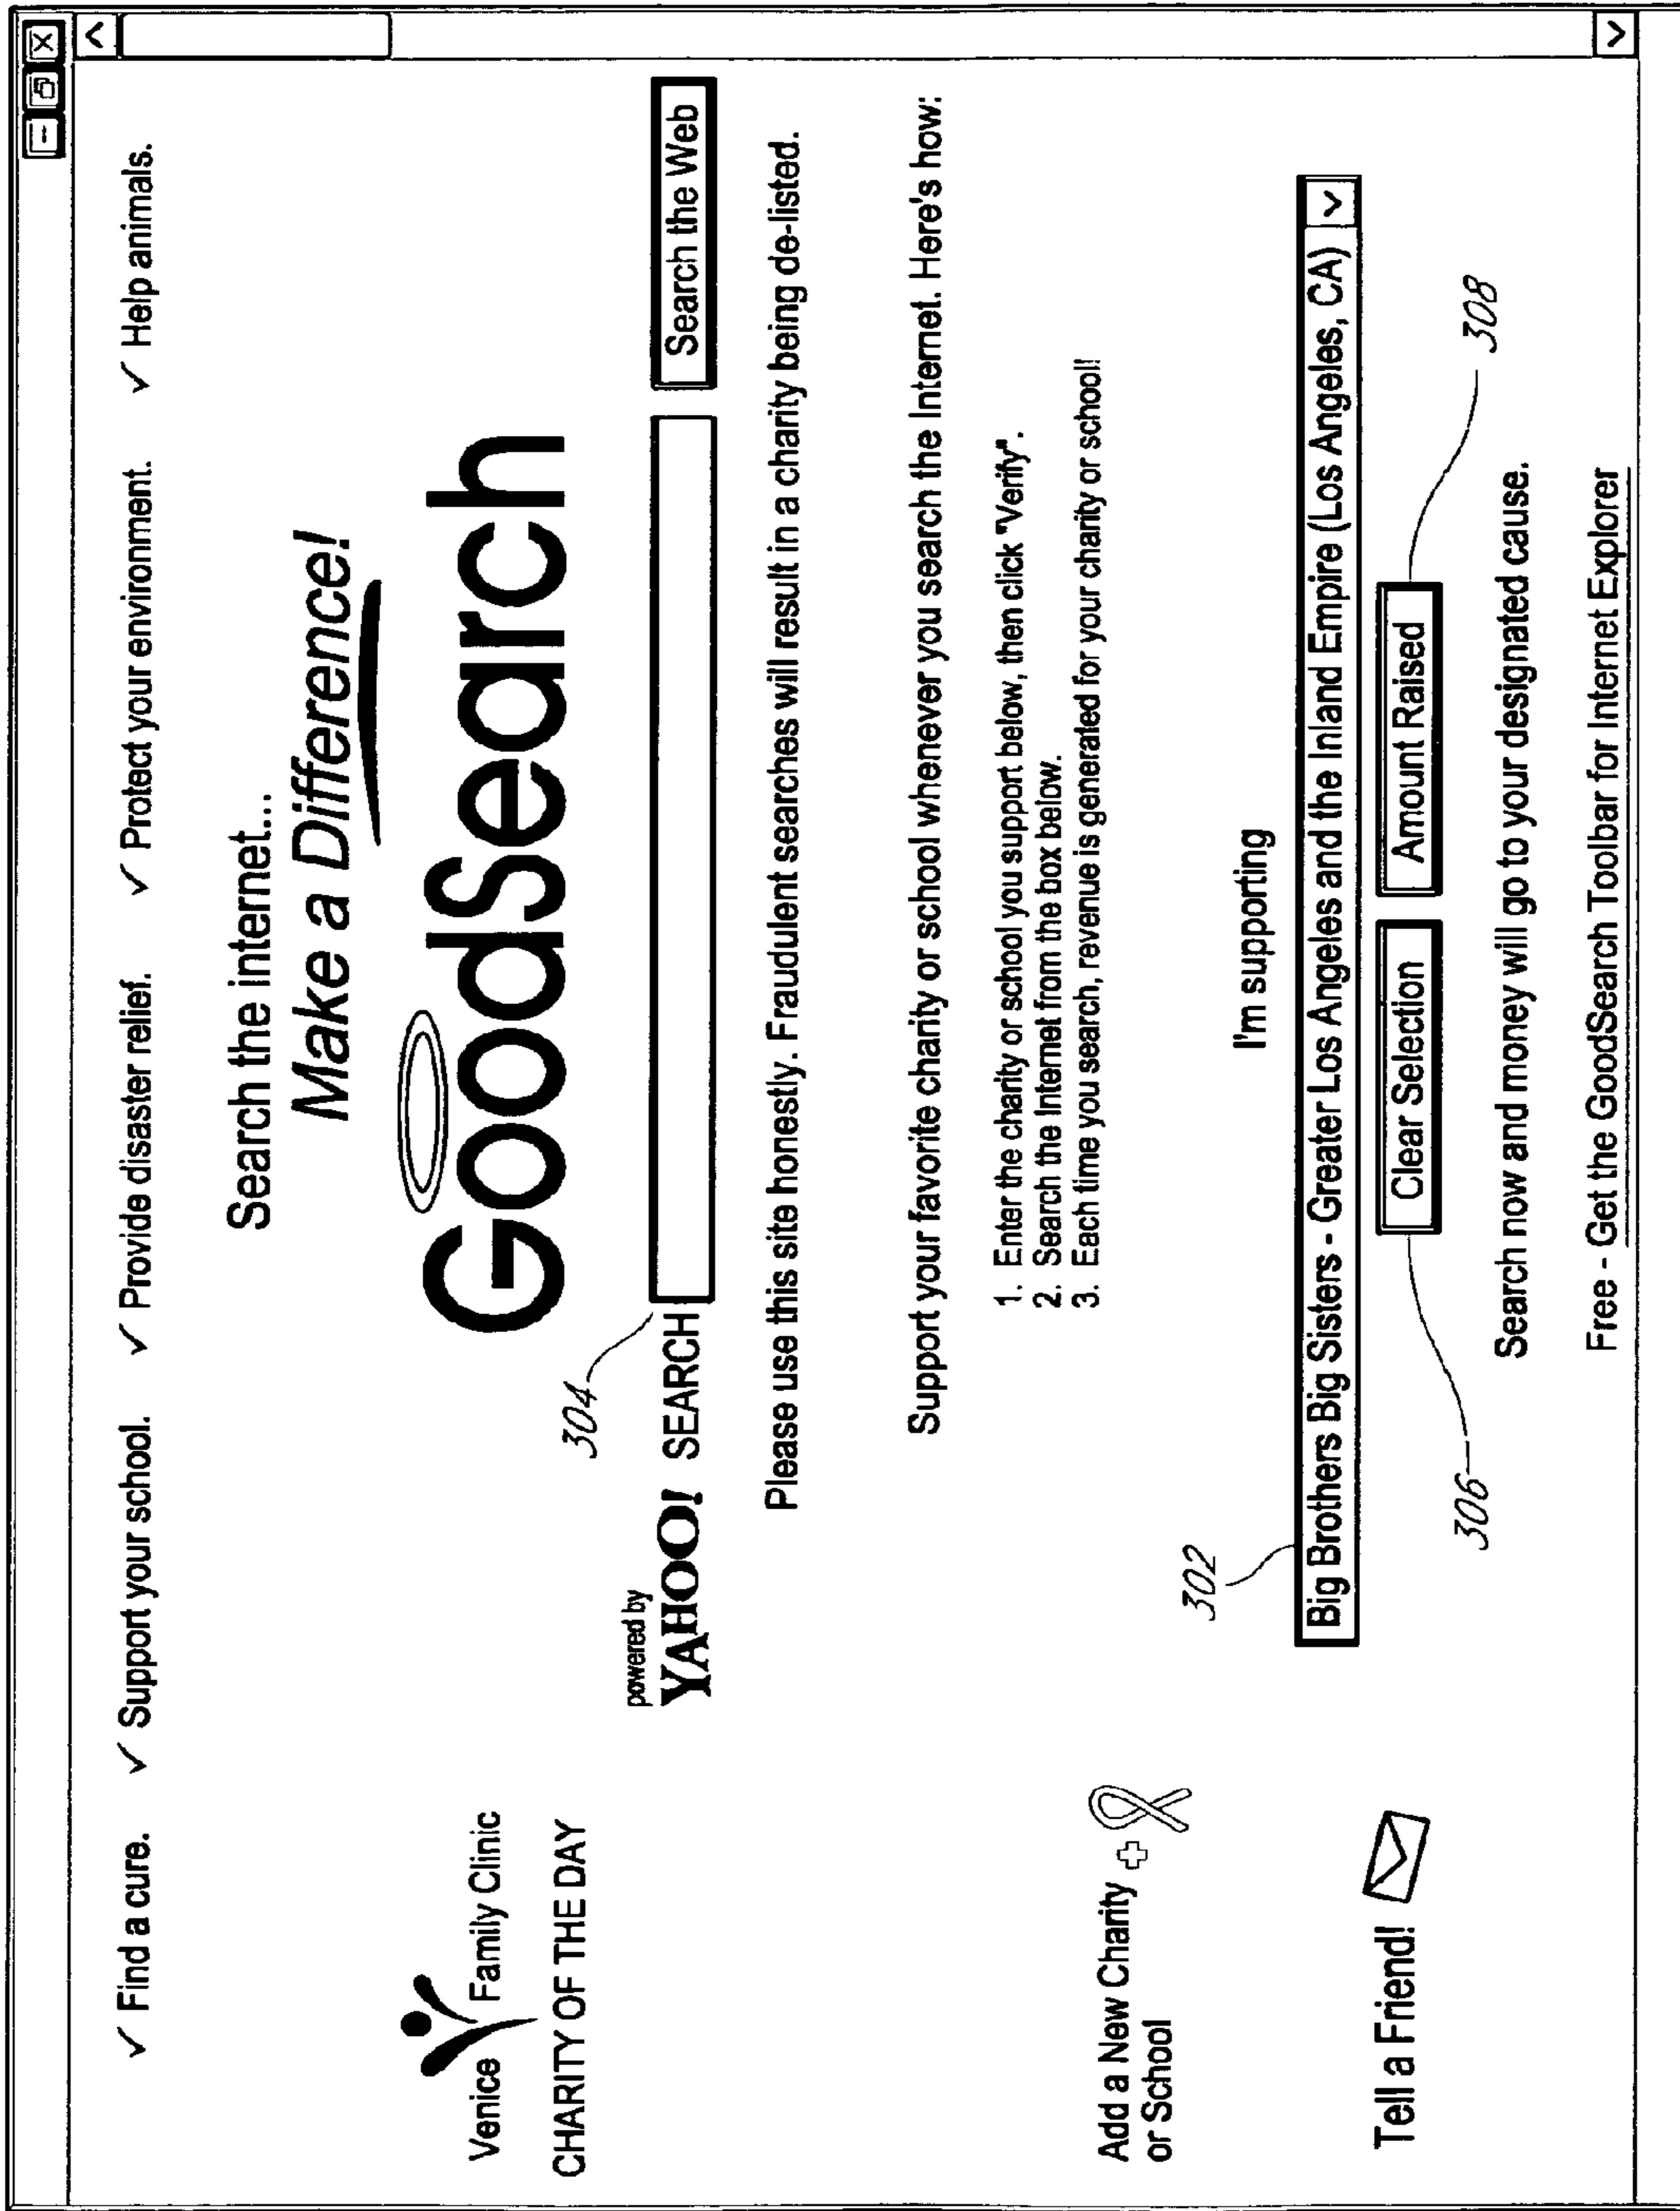 ✓ Find a cure. ✓ Support your school. ✓ Provide disaster relief. ✓ Protect your environment. ✓ Help animals.
Search the internet...
Make a Difference!
GoodSearch
Venice Family Clinic
CHARITY OF THE DAY
304
powered by
YAHOO! SEARCH
Search the Web
Please use this site honestly. Fraudulent searches will result in a charity being de-listed.
Support your favorite charity or school whenever you search the Internet. Here's how:
1. Enter the charity or school you support below, then click "Verify".
2. Search the Internet from the box below.
3. Each time you search, revenue is generated for your charity or school!
Add a New Charity
or School
302
I'm supporting
Big Brothers Big Sisters - Greater Los Angeles and the Inland Empire (Los Angeles, CA)
Tell a Friend!
Clear Selection
Amount Raised
306
308
Search now and money will go to your designated cause.
Free - Get the GoodSearch Toolbar for Internet Explorer